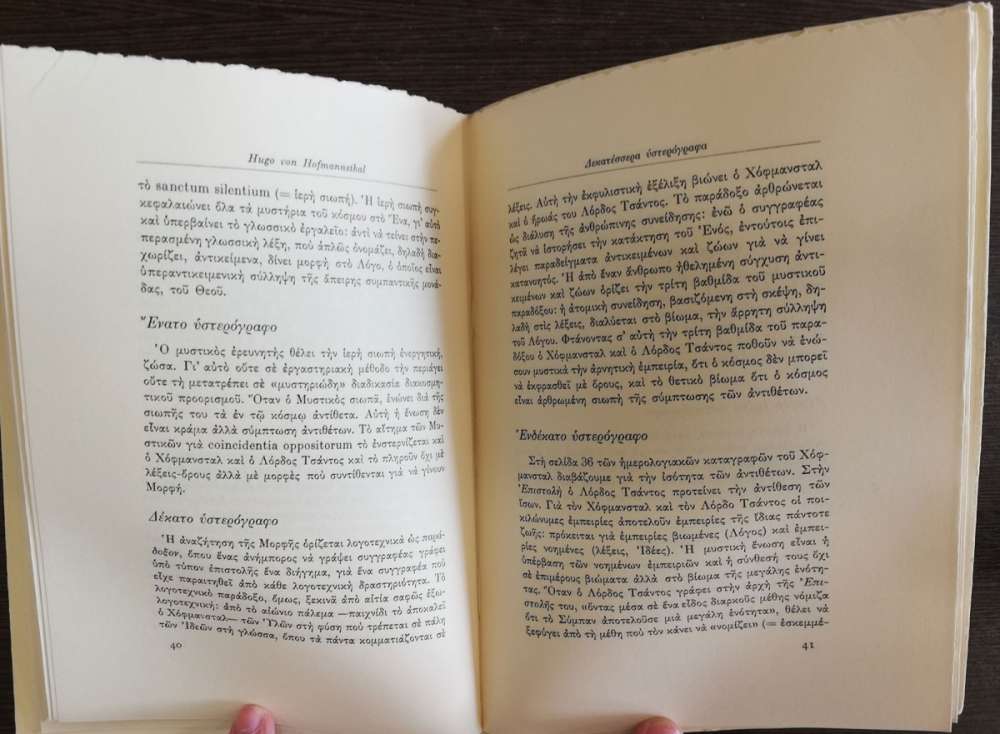 Hugo von Hofmannsthal
τὸ sanctum silentium (= ἱερὴ σιωπή). Ἡ ἱερὴ σιωπὴ συγ-
κεφαλαιώνει ὅλα τὰ μυστήρια τοῦ κόσμου στὸ Ἕνα, γι' αὐτὸ
καὶ ὑπερβαίνει τὸ γλωσσικὸ ἐργαλεῖο: ἀντὶ νὰ τείνει στὴν πε-
περασμένη γλωσσικὴ λέξη, ποὺ ἁπλῶς ὀνομάζει, δηλαδὴ δια-
χωρίζει, ἀντικείμενα, δίνει μορφὴ στὸ Λόγο, ὁ ὁποῖος εἶναι
ὑπεραντικειμενικὴ σύλληψη τῆς ἄπειρης συμπαντικῆς μονά-
δας, τοῦ Θεοῦ.
Ἔνατο ὑστερόγραφο
Ὁ μυστικὸς ἐρευνητὴς θέλει τὴν ἱερὴ σιωπὴ ἐνεργητική,
ζώσα. Γι' αὐτὸ οὔτε σὲ ἐργαστηριακὴ μέθοδο τὴν περιάγει
οὔτε τὴ μετατρέπει σὲ «μυστηριώδη» διαδικασία διακοσμη-
τικοῦ προορισμοῦ. Ὅταν ὁ Μυστικὸς σιωπᾶ, ἑνώνει διὰ τῆς
σιωπῆς του τὰ ἐν τῷ κόσμῳ ἀντίθετα. Αὐτὴ ἡ ἕνωση δὲν
εἶναι κράμα ἀλλὰ σύμπτωση ἀντιθέτων. Τὸ αἴτημα τῶν Μυ-
στικῶν γιὰ coincidentia oppositorum τὸ ἐνστερνίζεται καὶ
ὁ Χόφμανσταλ καὶ ὁ Λόρδος Τσάντος καὶ τὸ πληροῦν ὄχι μὲ
λέξεις-ὅρους ἀλλὰ μὲ μορφὲς ποὺ συντίθενται γιὰ νὰ γίνουν
Μορφή.
Δέκατο ὑστερόγραφο
Ἡ ἀναζήτηση τῆς Μορφῆς ὁρίζεται λογοτεχνικὰ ὡς παρά-
δοξον, ὅπου ἕνας ἀνήμπορος νὰ γράψει συγγραφέας γράφει
ὑπὸ τύπον ἐπιστολῆς ἕνα διήγημα, γιὰ ἕνα συγγραφέα ποὺ
εἶχε παραιτηθεῖ ἀπὸ κάθε λογοτεχνικὴ δραστηριότητα. Τὸ
λογοτεχνικὸ παράδοξο, ὅμως, ξεκινᾶ ἀπὸ αἰτία σαφῶς ἐξω-
λογοτεχνική: ἀπὸ τὸ αἰώνιο πάλεμα —παιχνίδι τὸ ἀποκαλεῖ
ὁ Χόφμανσταλ— τῶν Ὑλῶν στὴ φύση ποὺ τρέπεται σὲ πάλη
τῶν Ἰδεῶν στὴ γλώσσα, ὅπου τὰ πάντα κομματιάζονται σὲ
40
Δεκατέσσερα ὑστερόγραφα
λέξεις. Αὐτὴ τὴν ἐκφυλιστικὴ ἐξέλιξη βιώνει ὁ Χόφμανσταλ
καὶ ὁ ἥρωάς του Λόρδος Τσάντος. Τὸ παράδοξο ἀρθρώνεται
ὡς διάλυση τῆς ἀνθρώπινης συνείδησης: ἐνῶ ὁ συγγραφέας
ζητᾶ νὰ ἱστορήσει τὴν κατάκτηση τοῦ Ἑνός, ἐντούτοις ἐπι-
λέγει παραδείγματα ἀντικειμένων καὶ ζώων γιὰ νὰ γίνει
κατανοητός. Ἡ ἀπὸ ἕναν ἄνθρωπο ἠθελημένη σύγχυση ἀντι-
κειμένων καὶ ζώων ὁρίζει τὴν τρίτη βαθμίδα τοῦ μυστικοῦ
παραδόξου: ἡ ἀτομικὴ συνείδηση, βασιζόμενη στὴ σκέψη, δη-
λαδὴ στὶς λέξεις, διαλύεται στὸ βίωμα, τὴν ἄρρητη σύλληψη
τοῦ Λόγου. Φτάνοντας σ' αὐτὴ τὴν τρίτη βαθμίδα τοῦ παρα-
δόξου ὁ Χόφμανσταλ καὶ ὁ Λόρδος Τσάντος ποθοῦν νὰ ἑνώ-
σουν μυστικὰ τὴν ἀρνητικὴ ἐμπειρία, ὅτι ὁ κόσμος δὲν μπορεῖ
νὰ ἐκφρασθεῖ μὲ ὅρους, καὶ τὸ θετικὸ βίωμα ὅτι ὁ κόσμος
εἶναι ἀρθρωμένη σιωπὴ τῆς σύμπτωσης τῶν ἀντιθέτων.
Ἑνδέκατο ὑστερόγραφο
Στὴ σελίδα 36 τῶν ἡμερολογιακῶν καταγραφῶν τοῦ Χόφ-
μανσταλ διαβάζουμε γιὰ τὴν ἰσότητα τῶν ἀντιθέτων. Στὴν
Ἐπιστολὴ ὁ Λόρδος Τσάντος προτείνει τὴν ἀντίθεση τῶν
ἴσων. Γιὰ τὸν Χόφμανσταλ καὶ τὸν Λόρδο Τσάντος οἱ ποι-
κιλώνυμες ἐμπειρίες ἀποτελοῦν ἐμπειρίες τῆς ἴδιας πάντοτε
ζωῆς: πρόκειται γιὰ ἐμπειρίες βιωμένες (Λόγος) καὶ ἐμπει-
ρίες νοημένες (λέξεις, Ἰδέες). Ἡ μυστικὴ ἕνωση εἶναι ἡ
ὑπέρβαση τῶν νοημένων ἐμπειριῶν καὶ ἡ σύνθεσή τους ὄχι
σὲ ἐπιμέρους βιώματα ἀλλὰ στὸ βίωμα τῆς μεγάλης ἑνότη-
τας. Ὅταν ὁ Λόρδος Τσάντος γράφει στὴν ἀρχὴ τῆς Ἐπι-
στολῆς του, «ὄντας μέσα σὲ ἕνα εἶδος διαρκοῦς μέθης νόμιζα
ὅτι τὸ Σύμπαν ἀποτελοῦσε μιὰ μεγάλη ἑνότητα», θέλει νὰ
ξεφύγει ἀπὸ τὴ μέθη ποὺ τὸν κάνει νὰ «νομίζει» (= ἐσκεμμέ-
41